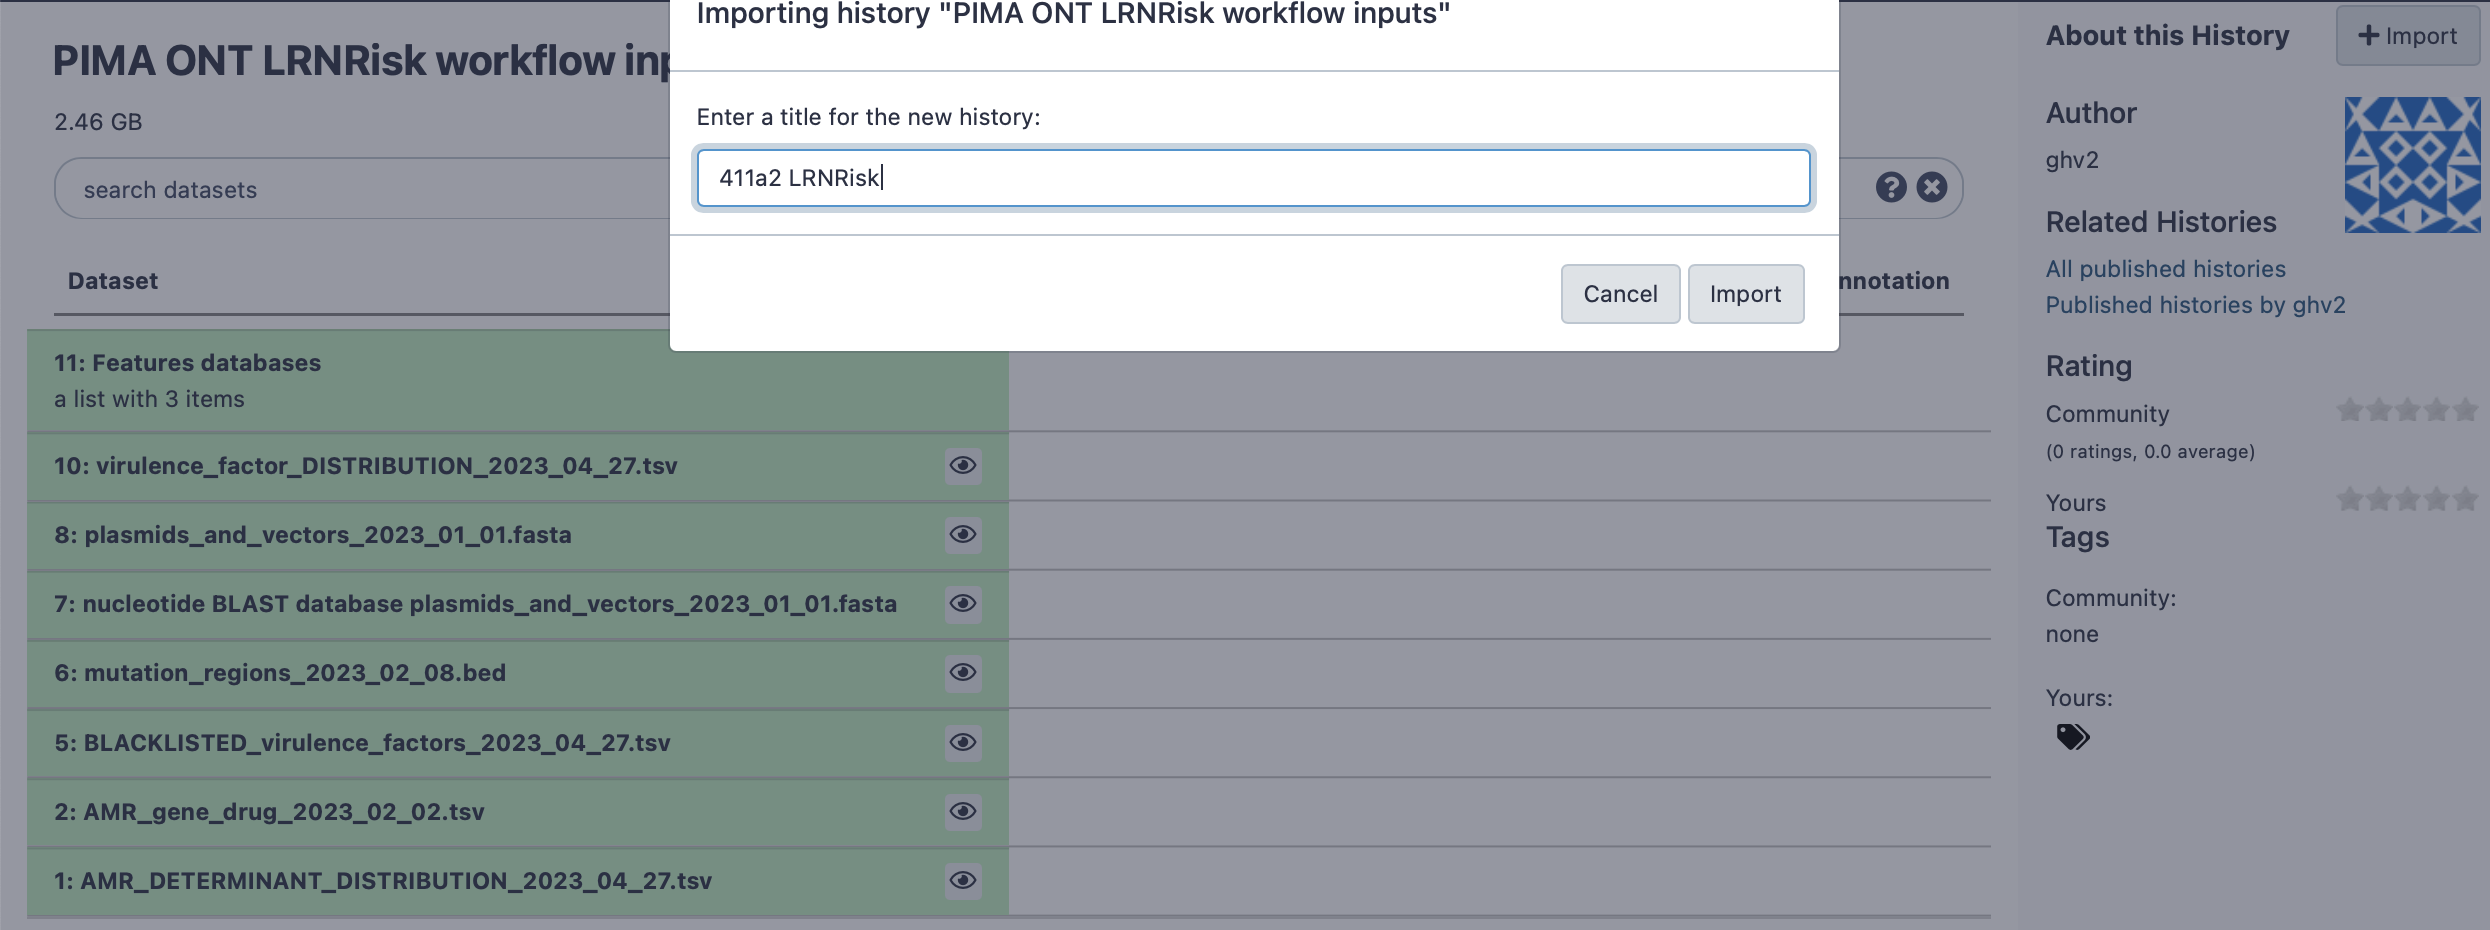 Importing history "PIMA ONT LRNRisk workflow inputs"
Enter a title for the new history:
411a2 LRNRisk
Cancel
Import
PIMA ONT LRNRisk workflow inp
2.46 GB
search datasets
Dataset
nnotation
11: Features databases
a list with 3 items
10: virulence_factor_DISTRIBUTION_2023_04_27.tsv
8: plasmids_and_vectors_2023_01_01.fasta
7: nucleotide BLAST database plasmids_and_vectors_2023_01_01.fasta
6: mutation_regions_2023_02_08.bed
5: BLACKLISTED_virulence_factors_2023_04_27.tsv
2: AMR_gene_drug_2023_02_02.tsv
1: AMR_DETERMINANT_DISTRIBUTION_2023_04_27.tsv
About this History
+ Import
Author
ghv2
Related Histories
All published histories
Published histories by ghv2
Rating
Community
(0 ratings, 0.0 average)
Yours
Tags
Community:
none
Yours: